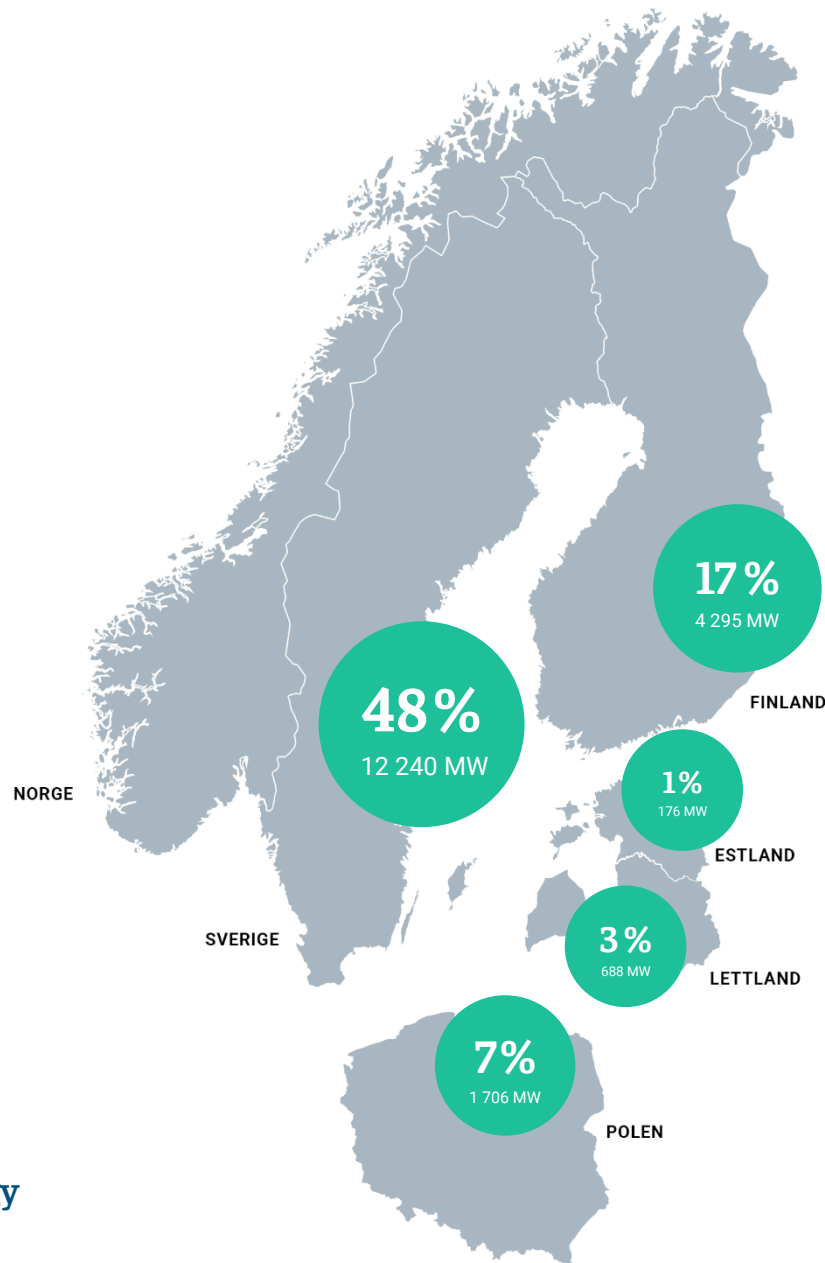 17 %
4 295 MW
FINLAND
48 %
12 240 MW
1 %
176 MW
NORGE
ESTLAND
SVERIGE
3 %
688 MW
LETTLAND
7 %
1 706 MW
POLEN
y